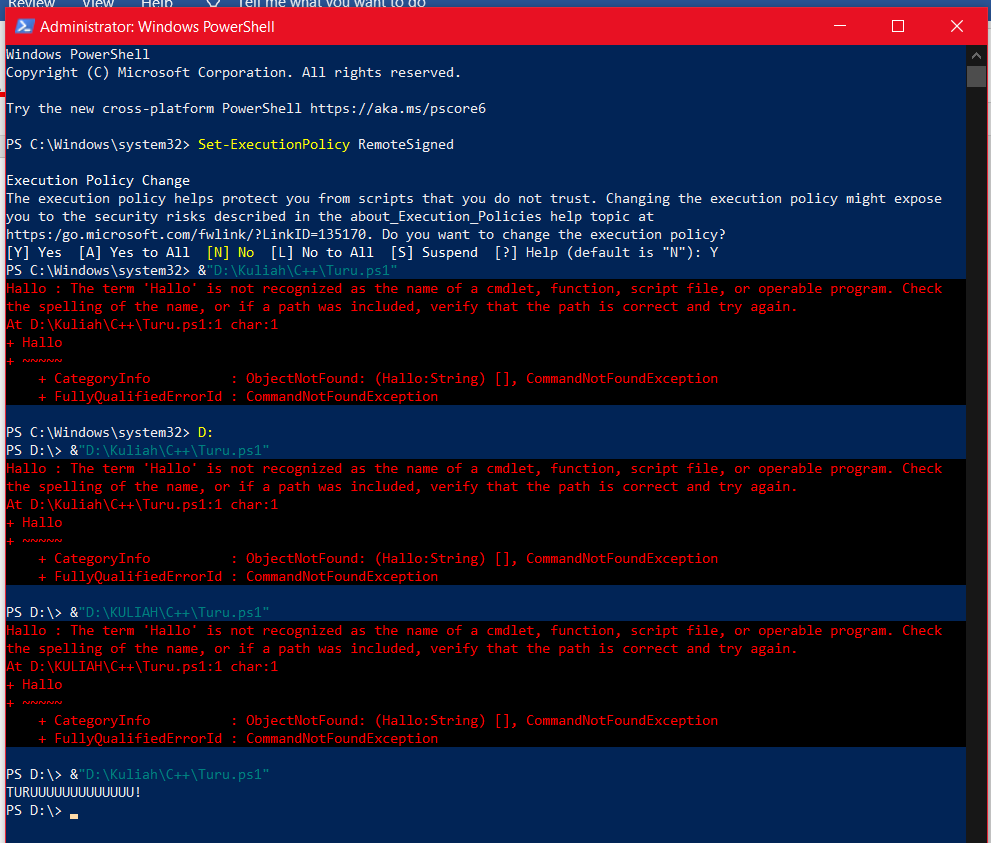 Review View Help Tell me what you want to do
Administrator: Windows PowerShell
Windows PowerShell
Copyright (C) Microsoft Corporation. All rights reserved.
Try the new cross-platform PowerShell https://aka.ms/pscore6
PS C:\Windows\system32> Set-ExecutionPolicy RemoteSigned
Execution Policy Change
The execution policy helps protect you from scripts that you do not trust. Changing the execution policy might expose
you to the security risks described in the about_Execution_Policies help topic at
https:/go.microsoft.com/fwlink/?LinkID=135170. Do you want to change the execution policy?
[Y] Yes  [A] Yes to All  [N] No  [L] No to All  [S] Suspend  [?] Help (default is "N"): Y
PS C:\Windows\system32> &"D:\Kuliah\C++\Turu.ps1"
Hallo : The term 'Hallo' is not recognized as the name of a cmdlet, function, script file, or operable program. Check
the spelling of the name, or if a path was included, verify that the path is correct and try again.
At D:\Kuliah\C++\Turu.ps1:1 char:1
+ Hallo
+ ~~~~~
    + CategoryInfo          : ObjectNotFound: (Hallo:String) [], CommandNotFoundException
    + FullyQualifiedErrorId : CommandNotFoundException
PS C:\Windows\system32> D:
PS D:\> &"D:\Kuliah\C++\Turu.ps1"
Hallo : The term 'Hallo' is not recognized as the name of a cmdlet, function, script file, or operable program. Check
the spelling of the name, or if a path was included, verify that the path is correct and try again.
At D:\Kuliah\C++\Turu.ps1:1 char:1
+ Hallo
+ ~~~~~
    + CategoryInfo          : ObjectNotFound: (Hallo:String) [], CommandNotFoundException
    + FullyQualifiedErrorId : CommandNotFoundException
PS D:\> &"D:\KULIAH\C++\Turu.ps1"
Hallo : The term 'Hallo' is not recognized as the name of a cmdlet, function, script file, or operable program. Check
the spelling of the name, or if a path was included, verify that the path is correct and try again.
At D:\KULIAH\C++\Turu.ps1:1 char:1
+ Hallo
+ ~~~~~
    + CategoryInfo          : ObjectNotFound: (Hallo:String) [], CommandNotFoundException
    + FullyQualifiedErrorId : CommandNotFoundException
PS D:\> &"D:\Kuliah\C++\Turu.ps1"
TURUUUUUUUUUUUUU!
PS D:\>